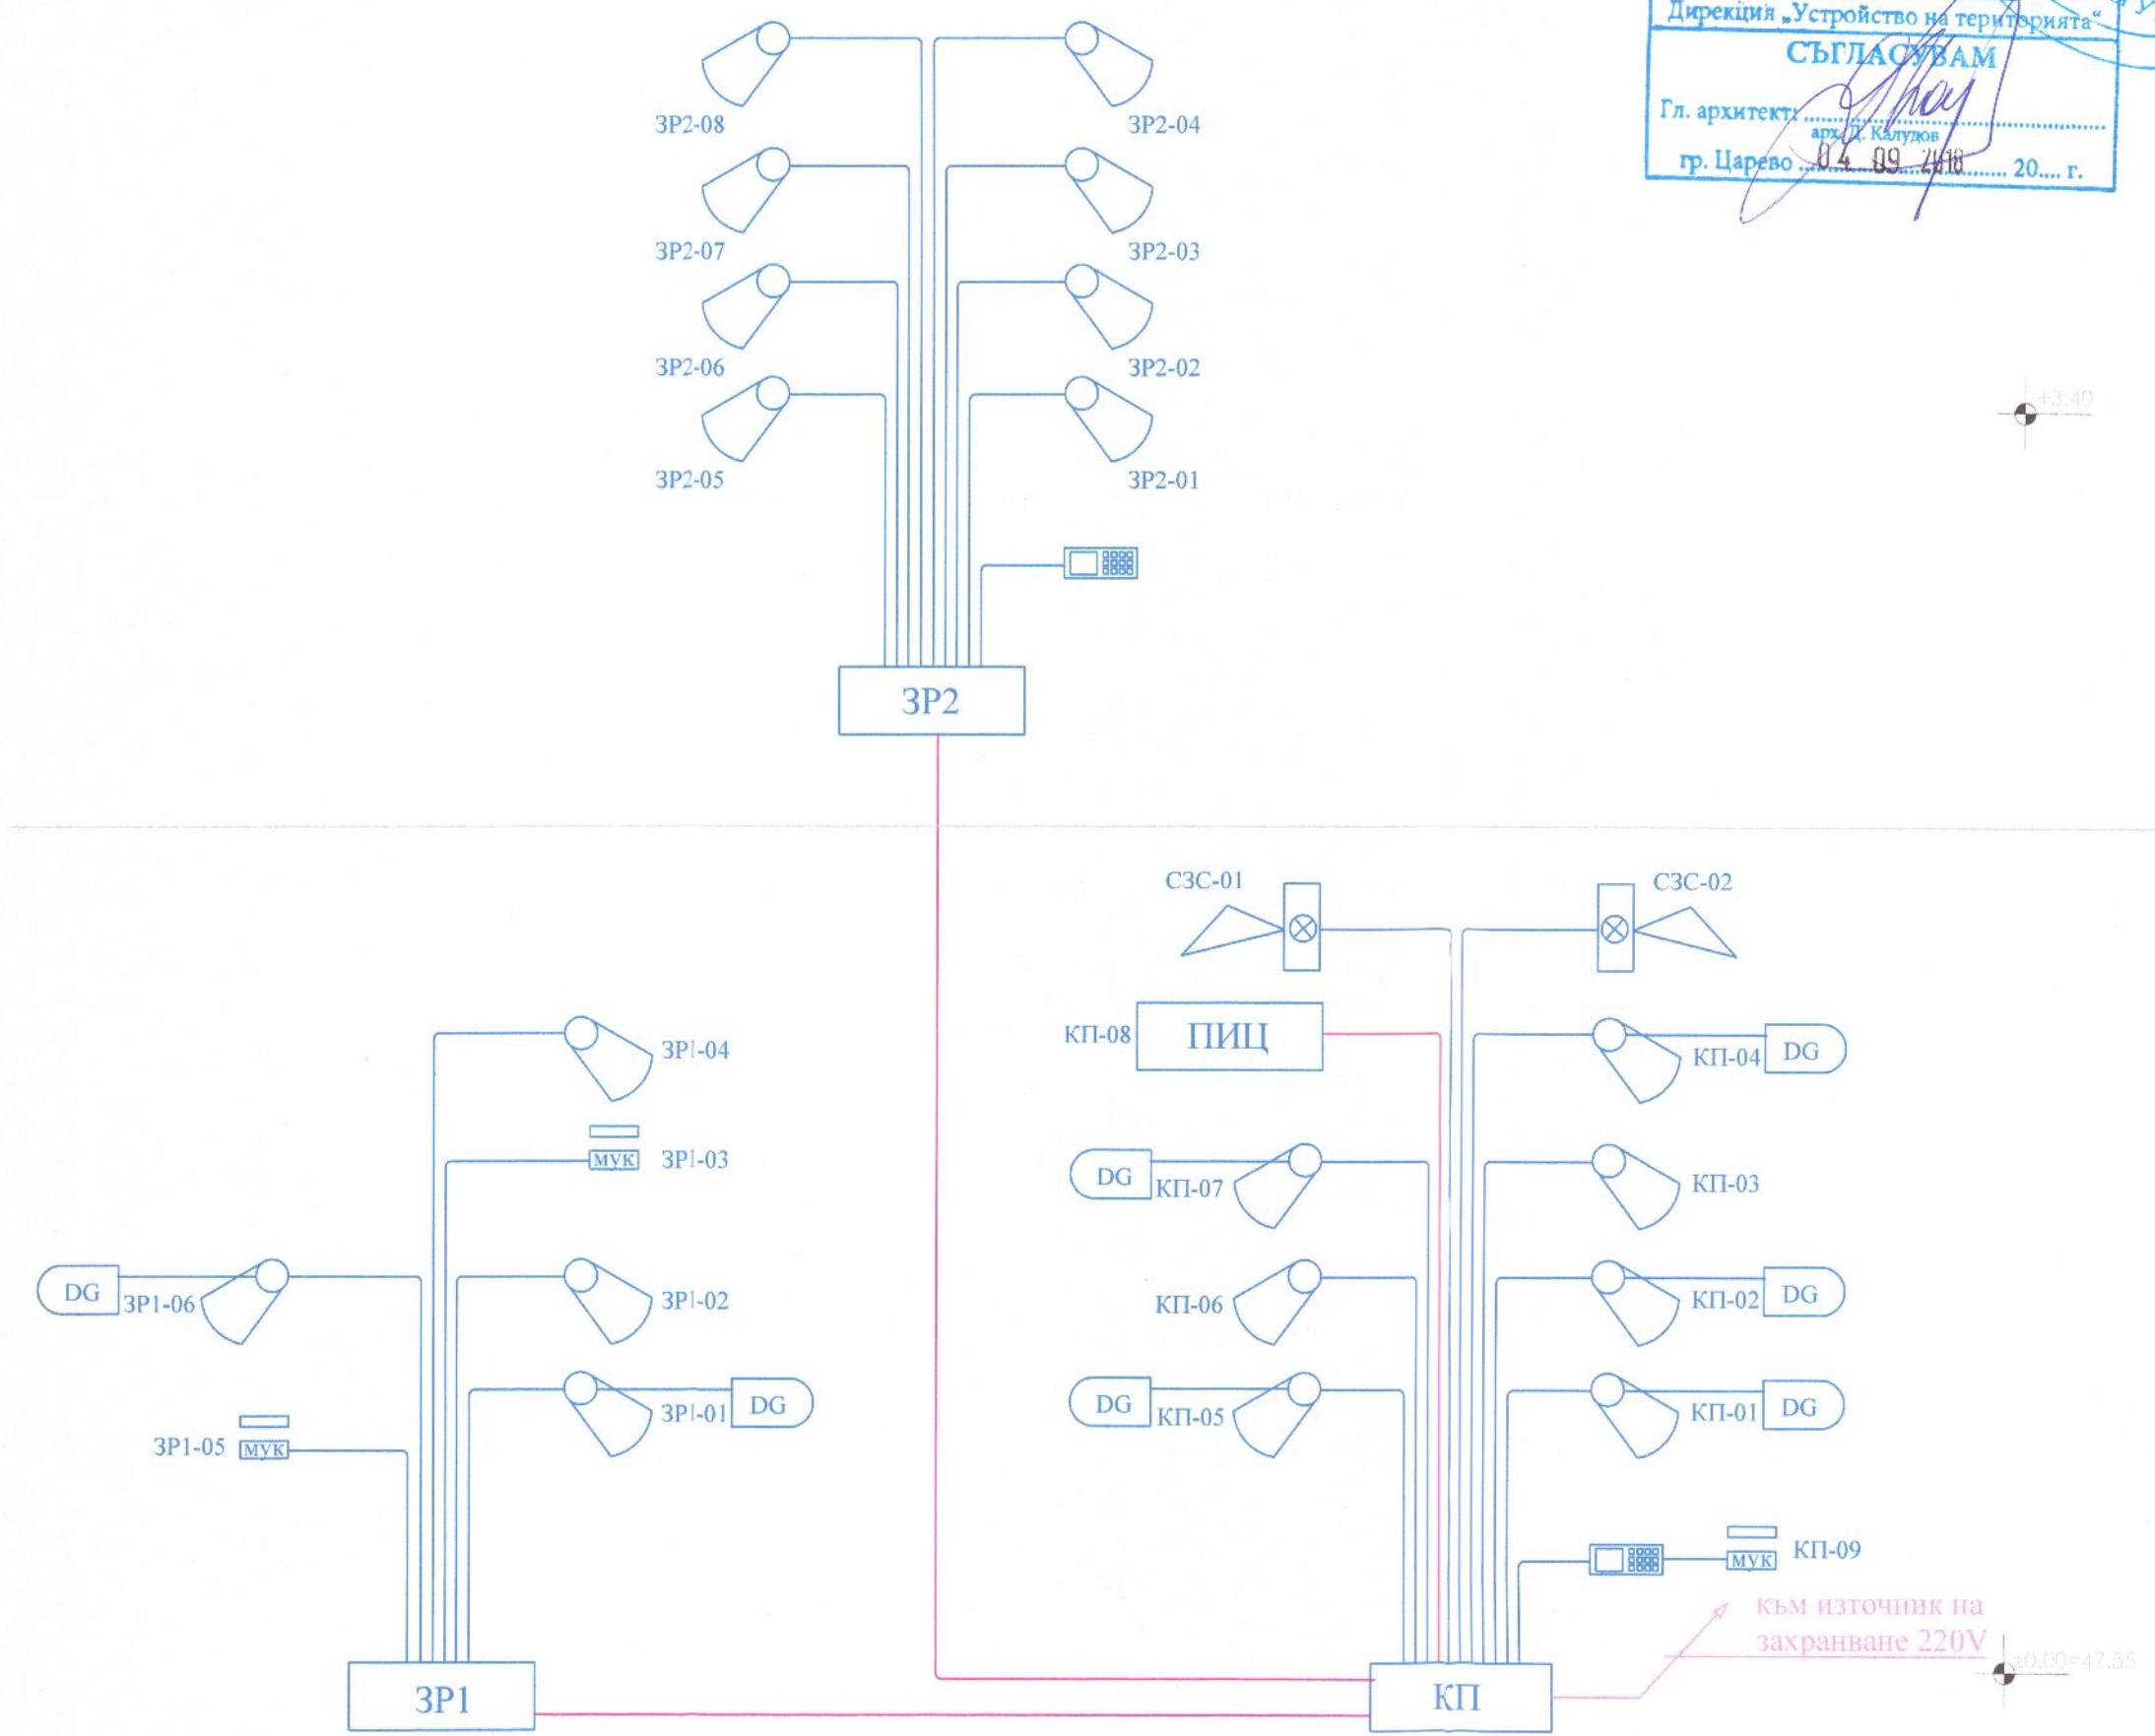 Дирекция „Устройство на територията“
СЪГЛАСУВАМ
Гл. архитект:
арх. Д. Калудов
гр. Царево 04 09 2018 20.... г.
ЗР2-08
ЗР2-04
ЗР2-07
ЗР2-03
ЗР2-06
ЗР2-02
ЗР2-05
ЗР2-01
+3.40
ЗР2
СЗС-01
СЗС-02
КП-08
ПИЦ
КП-04
DG
ЗР1-04
МУК
ЗР1-03
DG
КП-07
КП-03
DG
ЗР1-06
ЗР1-02
КП-06
КП-02
DG
ЗР1-01
DG
DG
КП-05
КП-01
DG
ЗР1-05
МУК
МУК
КП-09
към източник на
захранване 220V
±0.00=47.55
ЗР1
КП